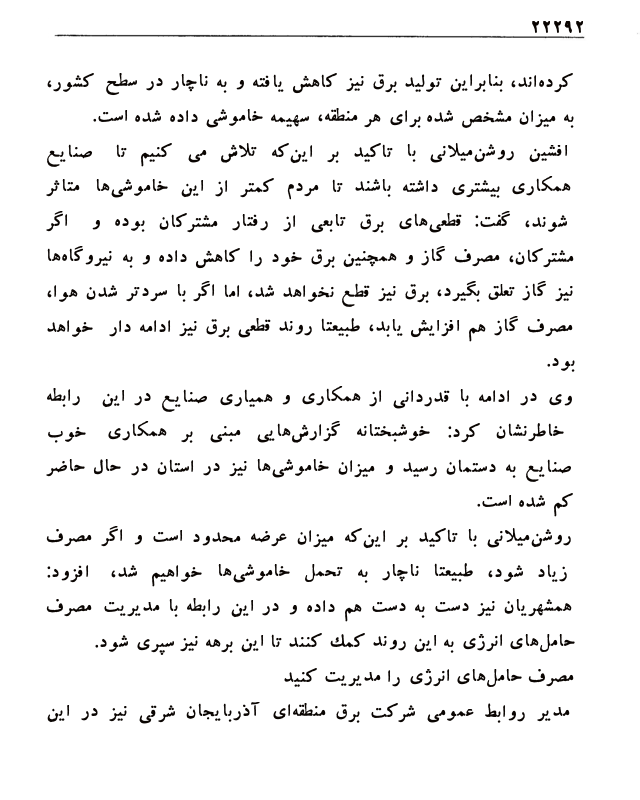 ۲۲۲۹۲
کرده‌اند، بنابراین تولید برق نیز کاهش یافته و به ناچار در سطح کشور،
به میزان مشخص شده برای هر منطقه، سهیمه خاموشی داده شده است.
افشین روشن‌میلانی با تاکید بر این‌که تلاش می کنیم تا صنایع
همکاری بیشتری داشته باشند تا مردم کمتر از این خاموشی‌ها متاثر
شوند، گفت: قطعی‌های برق تابعی از رفتار مشترکان بوده و اگر
مشترکان، مصرف گاز و همچنین برق خود را کاهش داده و به نیروگاه‌ها
نیز گاز تعلق بگیرد، برق نیز قطع نخواهد شد، اما اگر با سردتر شدن هوا،
مصرف گاز هم افزایش یابد، طبیعتا روند قطعی برق نیز ادامه دار خواهد
بود.
وی در ادامه با قدردانی از همکاری و همیاری صنایع در این رابطه
خاطرنشان کرد: خوشبختانه گزارش‌هایی مبنی بر همکاری خوب
صنایع به دستمان رسید و میزان خاموشی‌ها نیز در استان در حال حاضر
کم شده است.
روشن‌میلانی با تاکید بر این‌که میزان عرضه محدود است و اگر مصرف
زیاد شود، طبیعتا ناچار به تحمل خاموشی‌ها خواهیم شد، افزود:
همشهریان نیز دست به دست هم داده و در این رابطه با مدیریت مصرف
حامل‌های انرژی به این روند کمك کنند تا این برهه نیز سپری شود.
مصرف حامل‌های انرژی را مدیریت کنید
مدیر روابط عمومی شرکت برق منطقه‌ای آذربایجان شرقی نیز در این